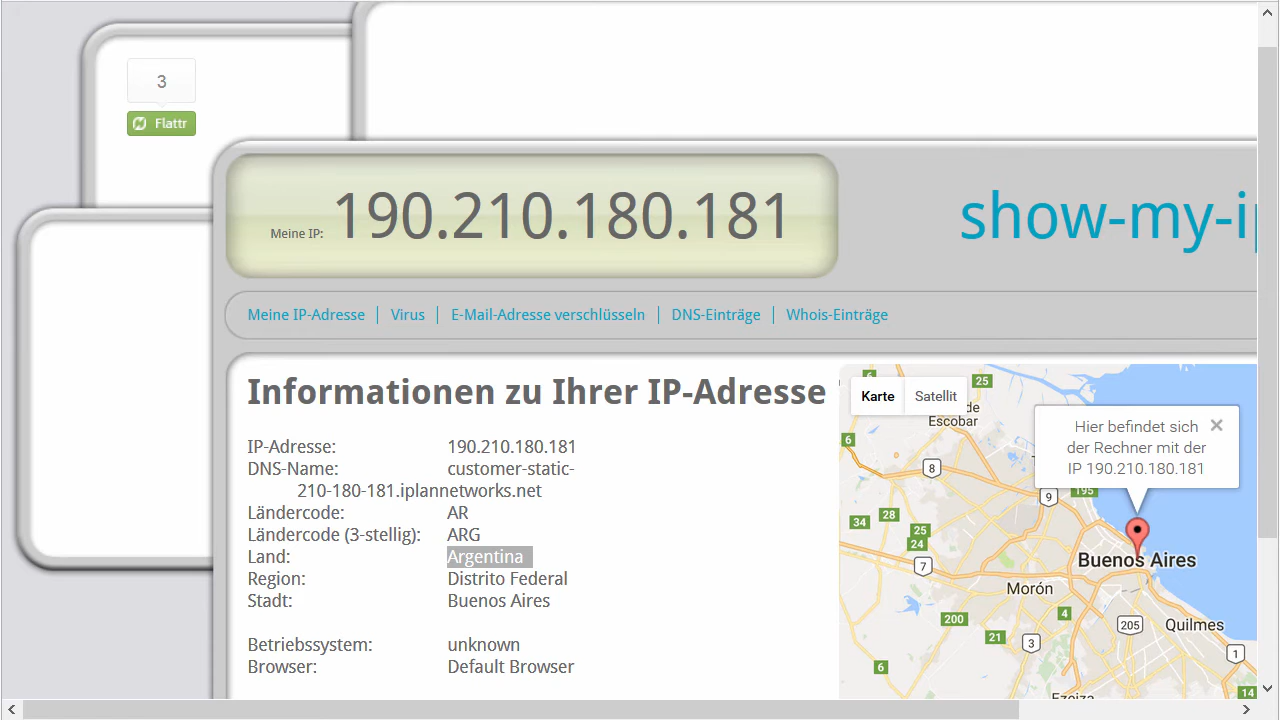 3
Flattr
Meine IP: 190.210.180.181
show-my-ip
Meine IP-Adresse | Virus | E-Mail-Adresse verschlüsseln | DNS-Einträge | Whois-Einträge
Informationen zu Ihrer IP-Adresse
IP-Adresse: 190.210.180.181
DNS-Name: customer-static-
210-180-181.iplannetworks.net
Ländercode: AR
Ländercode (3-stellig): ARG
Land: Argentina
Region: Distrito Federal
Stadt: Buenos Aires
Betriebssystem: unknown
Browser: Default Browser
Karte Satellit
6
25
de
Escobar
Hier befindet sich
der Rechner mit der
IP 190.210.180.181
6
8
9
195
34
28
25
24
7
Buenos Aires
Morón
4
200
205
Quilmes
21
3
1
6
14
Ezeiza